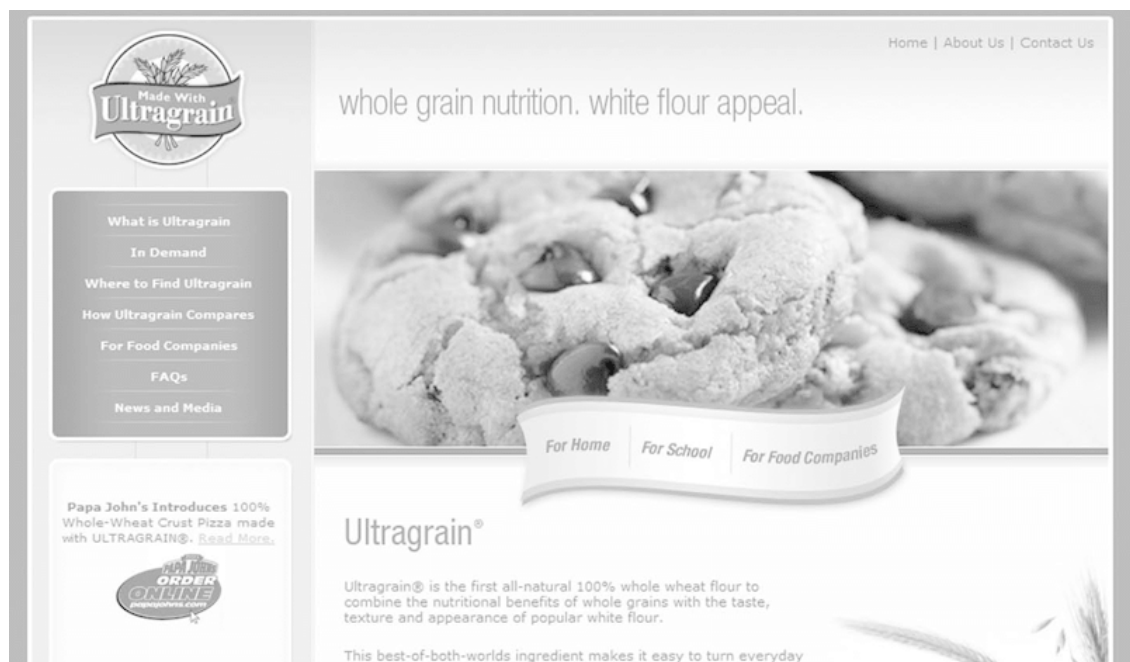 Home | About Us | Contact Us
Made With
Ultragrain®
whole grain nutrition. white flour appeal.
What is Ultragrain
In Demand
Where to Find Ultragrain
How Ultragrain Compares
For Food Companies
FAQs
News and Media
For Home
For School
For Food Companies
Papa John's Introduces 100%
Whole-Wheat Crust Pizza made
with ULTRAGRAIN®. Read More.
PAPA JOHNS
ORDER
ONLINE
papajohns.com
Ultragrain®
Ultragrain® is the first all-natural 100% whole wheat flour to
combine the nutritional benefits of whole grains with the taste,
texture and appearance of popular white flour.
This best-of-both-worlds ingredient makes it easy to turn everyday